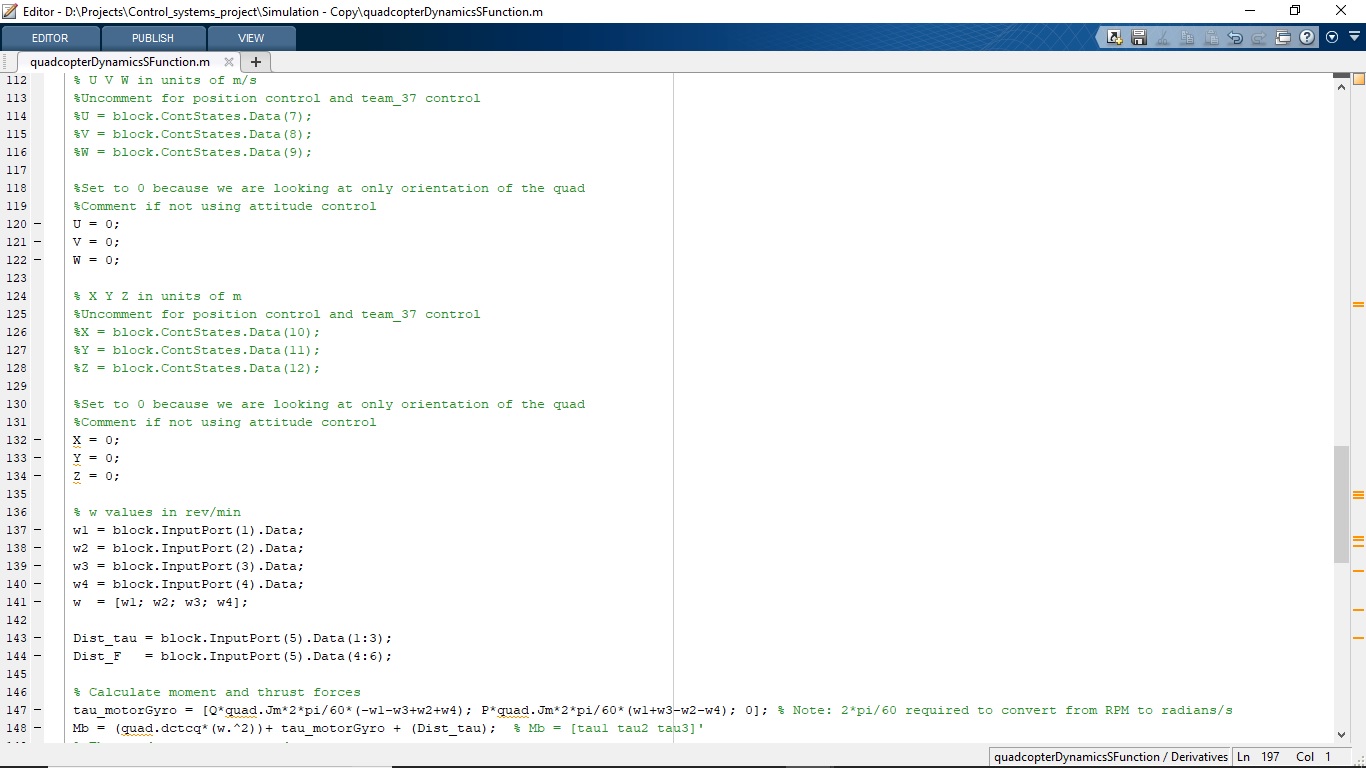 Editor - D:\Projects\Control_systems_project\Simulation - Copy\quadcopterDynamicsSFunction.m
EDITOR PUBLISH VIEW
quadcopterDynamicsSFunction.m
112 % U V W in units of m/s
113 %Uncomment for position control and team_37 control
114 %U = block.ContStates.Data(7);
115 %V = block.ContStates.Data(8);
116 %W = block.ContStates.Data(9);
117
118 %Set to 0 because we are looking at only orientation of the quad
119 %Comment if not using attitude control
120 - U = 0;
121 - V = 0;
122 - W = 0;
123
124 % X Y Z in units of m
125 %Uncomment for position control and team_37 control
126 %X = block.ContStates.Data(10);
127 %Y = block.ContStates.Data(11);
128 %Z = block.ContStates.Data(12);
129
130 %Set to 0 because we are looking at only orientation of the quad
131 %Comment if not using attitude control
132 - X = 0;
133 - Y = 0;
134 - Z = 0;
135
136 % w values in rev/min
137 - w1 = block.InputPort(1).Data;
138 - w2 = block.InputPort(2).Data;
139 - w3 = block.InputPort(3).Data;
140 - w4 = block.InputPort(4).Data;
141 - w  = [w1; w2; w3; w4];
142
143 - Dist_tau = block.InputPort(5).Data(1:3);
144 - Dist_F   = block.InputPort(5).Data(4:6);
145
146 % Calculate moment and thrust forces
147 - tau_motorGyro = [Q*quad.Jm*2*pi/60*(-w1-w3+w2+w4); P*quad.Jm*2*pi/60*(w1+w3-w2-w4); 0]; % Note: 2*pi/60 required to convert from RPM to radians/s
148 - Mb = (quad.dctcq*(w.^2))+ tau_motorGyro + (Dist_tau);  % Mb = [tau1 tau2 tau3]'
quadcopterDynamicsSFunction / Derivatives Ln 197 Col 1